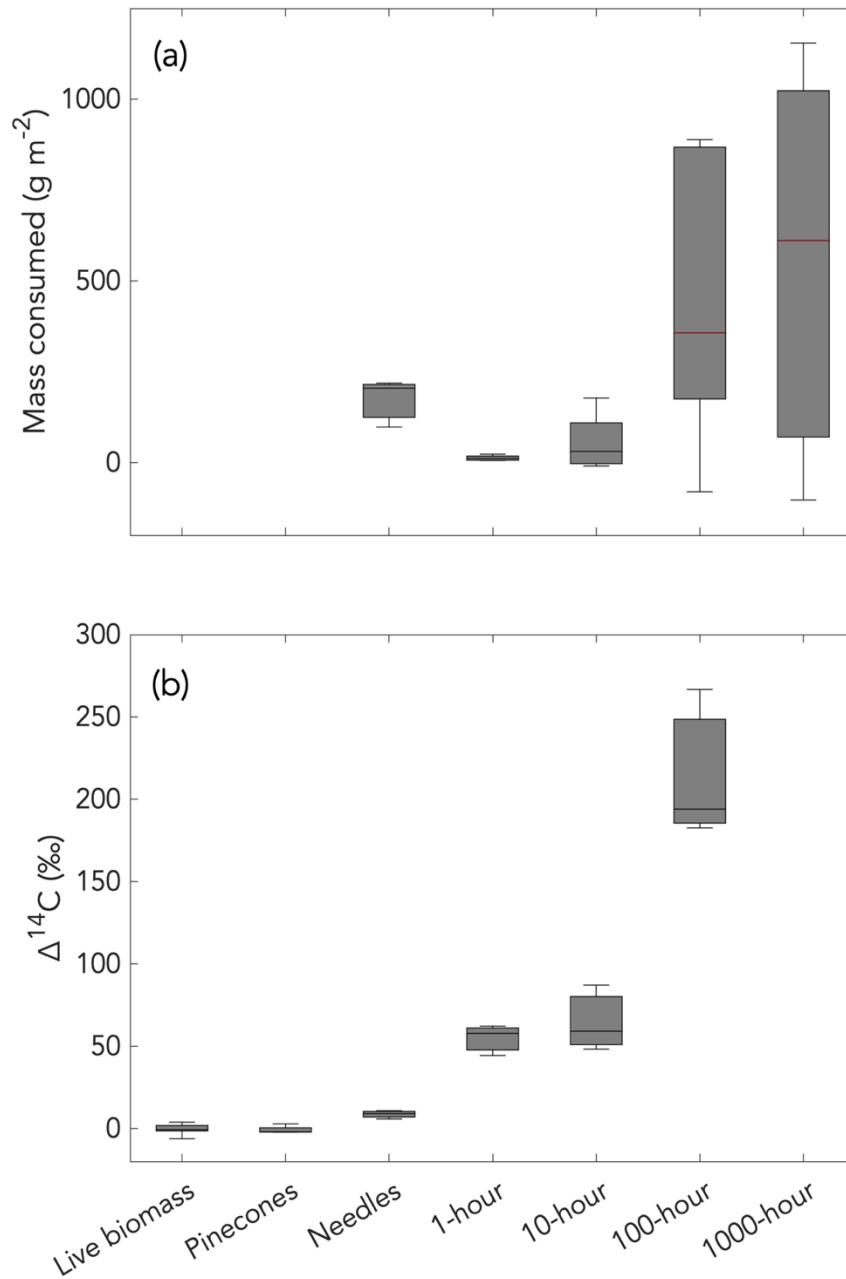 (a)
1000
500
0
Mass consumed (g m⁻²)
(b)
300
250
200
150
100
50
0
Δ¹⁴C (‰)
Live biomass
Pinecones
Needles
1-hour
10-hour
100-hour
1000-hour